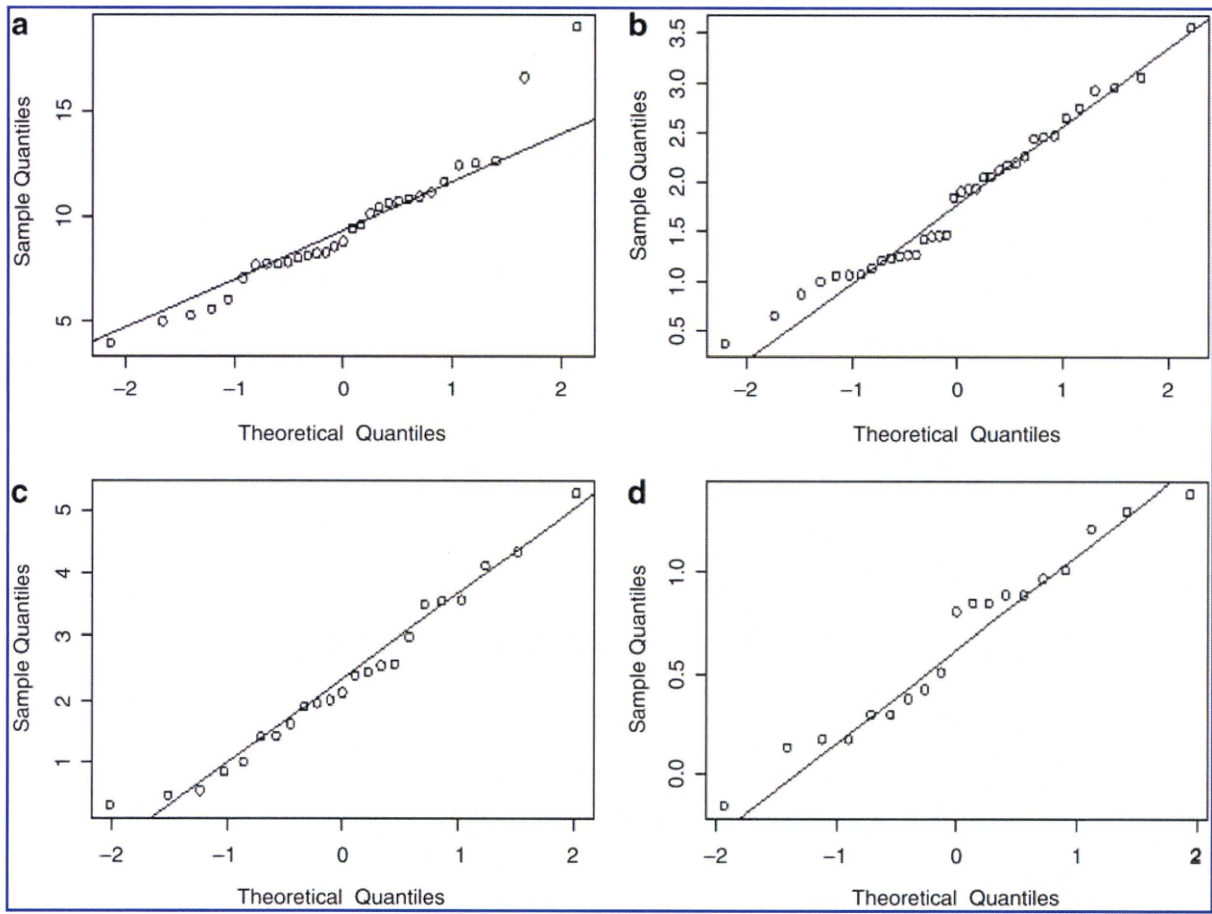 a
Sample Quantiles
15
10
5
−2 −1 0 1 2
Theoretical Quantiles
b
Sample Quantiles
3.5
3.0
2.5
2.0
1.5
1.0
0.5
−2 −1 0 1 2
Theoretical Quantiles
c
Sample Quantiles
5
4
3
2
1
−2 −1 0 1 2
Theoretical Quantiles
d
Sample Quantiles
1.0
0.5
0.0
−2 −1 0 1 2
Theoretical Quantiles